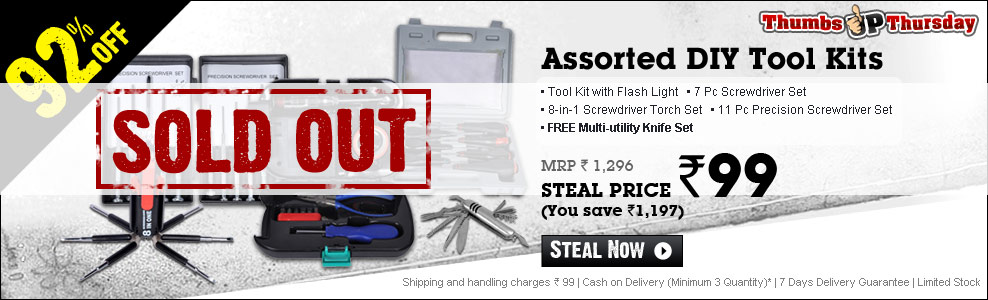 92% OFF
Thumbs UP Thursday
Assorted DIY Tool Kits
▪ Tool Kit with Flash Light ▪ 7 Pc Screwdriver Set
▪ 8-in-1 Screwdriver Torch Set ▪ 11 Pc Precision Screwdriver Set
▪ FREE Multi-utility Knife Set
PRECISION SCREWDRIVER SET
PRECISION SCREWDRIVER SET
SOLD OUT
8 IN ONE
MRP ₹ 1,296
STEAL PRICE ₹99
(You save ₹1,197)
STEAL NOW
Shipping and handling charges ₹ 99 | Cash on Delivery (Minimum 3 Quantity)* | 7 Days Delivery Guarantee | Limited Stock